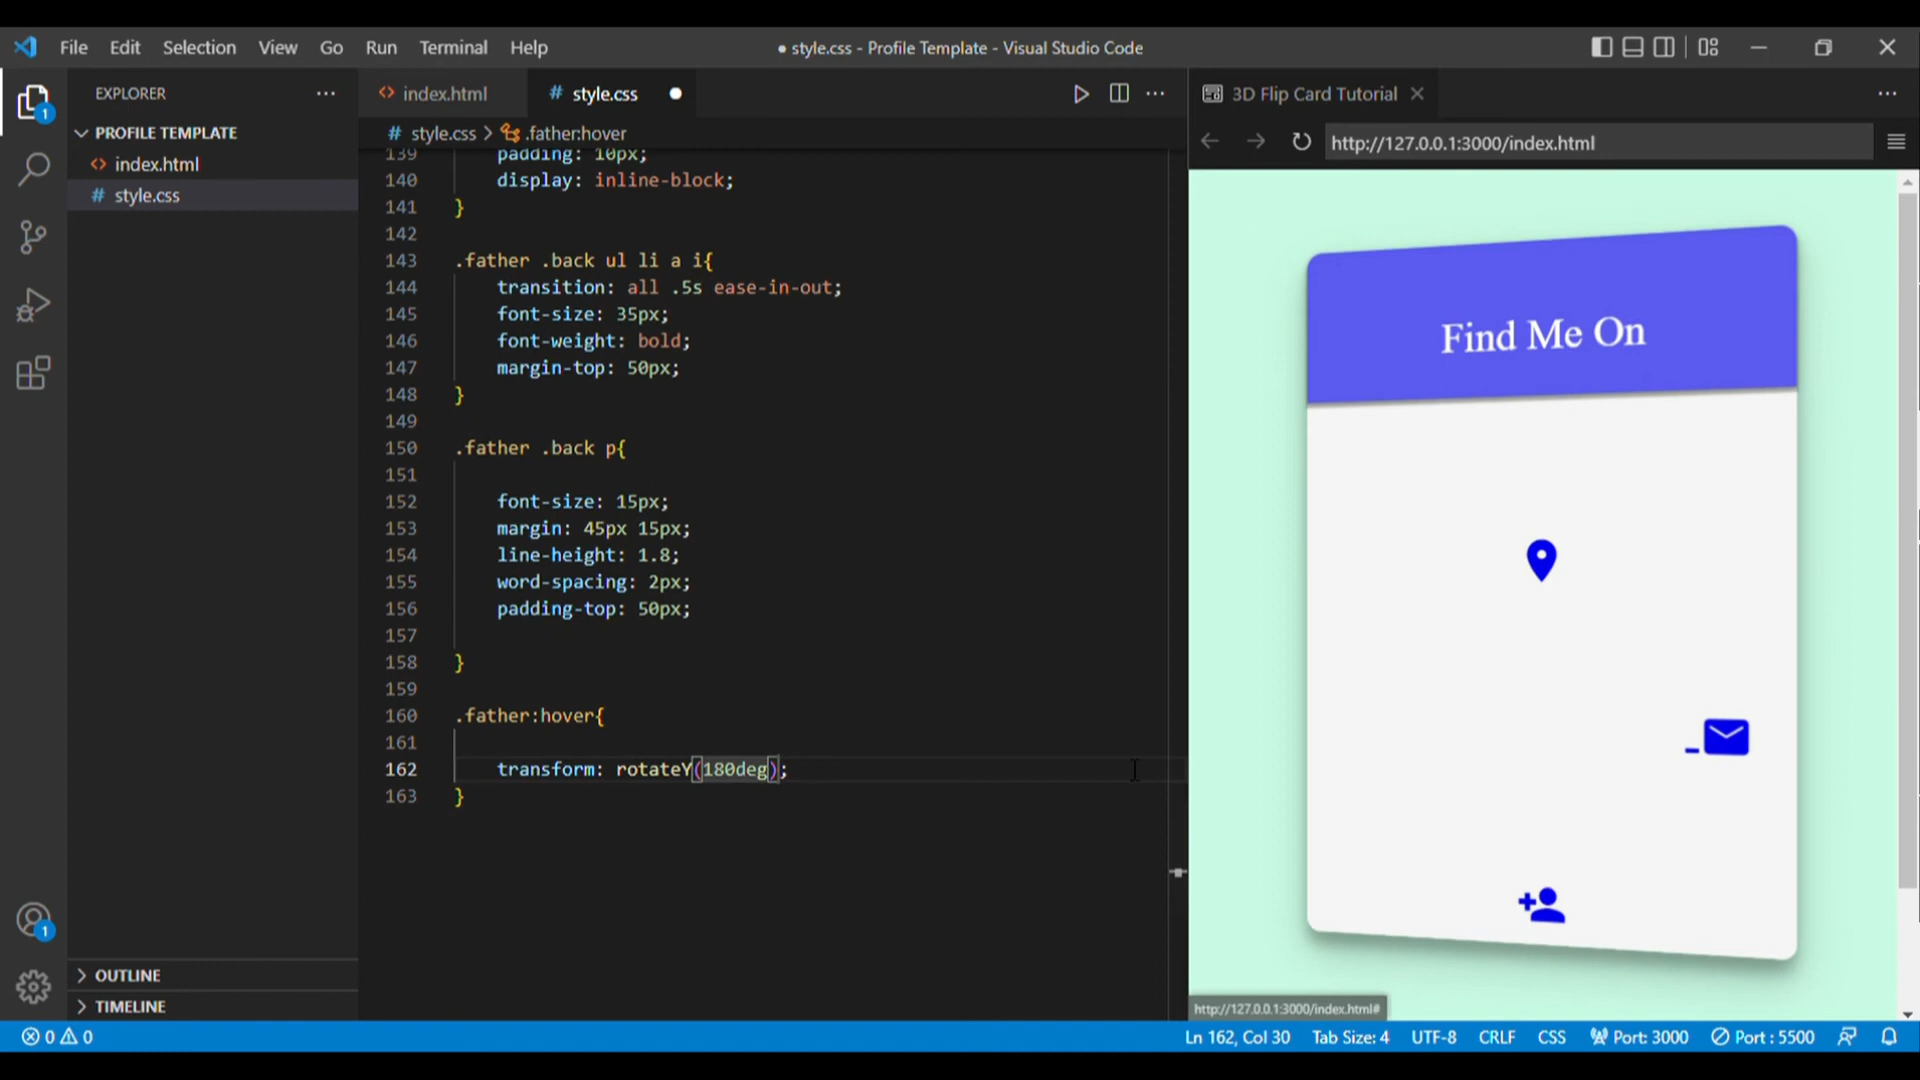 File Edit Selection View Go Run Terminal Help
● style.css - Profile Template - Visual Studio Code
EXPLORER
PROFILE TEMPLATE
index.html
style.css
1
1
OUTLINE
TIMELINE
index.html
# style.css
# style.css > .father:hover
139 padding: 10px;
140 display: inline-block;
141 }
142
143 .father .back ul li a i{
144 transition: all .5s ease-in-out;
145 font-size: 35px;
146 font-weight: bold;
147 margin-top: 50px;
148 }
149
150 .father .back p{
151
152 font-size: 15px;
153 margin: 45px 15px;
154 line-height: 1.8;
155 word-spacing: 2px;
156 padding-top: 50px;
157
158 }
159
160 .father:hover{
161
162 transform: rotateY(180deg);
163 }
3D Flip Card Tutorial
http://127.0.0.1:3000/index.html
Find Me On
http://127.0.0.1:3000/index.html#
0 0
Ln 162, Col 30 Tab Size: 4 UTF-8 CRLF CSS Port: 3000 Port : 5500